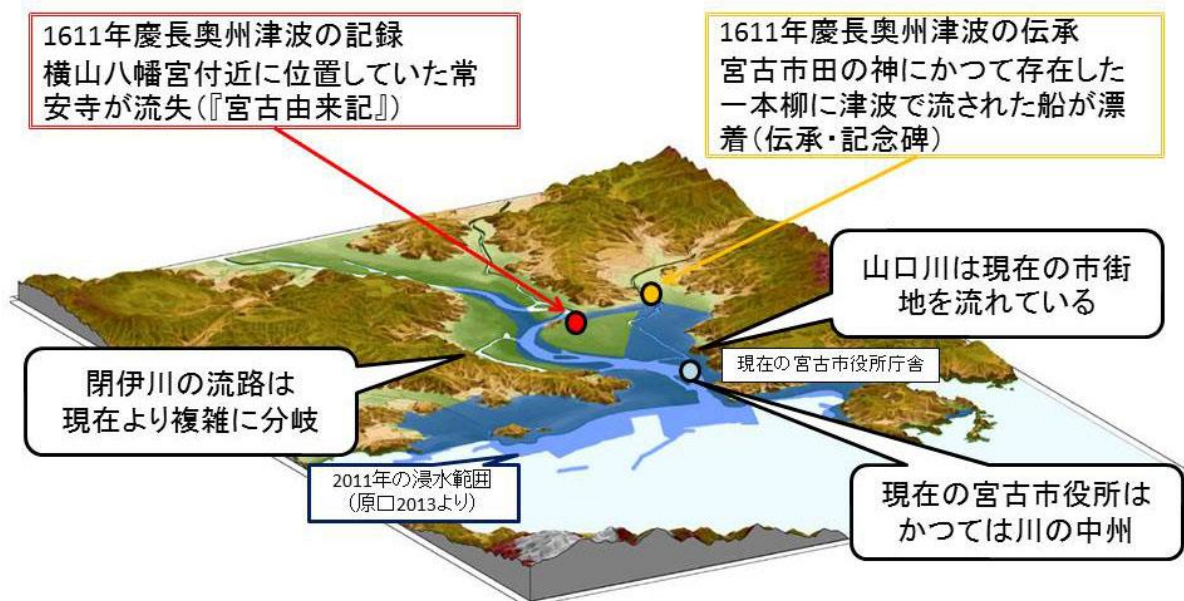 1611年慶長奥州津波の記録
横山八幡宮付近に位置していた常
安寺が流失(『宮古由来記』)
1611年慶長奥州津波の伝承
宮古市田の神にかつて存在した
一本柳に津波で流された船が漂
着(伝承・記念碑)
山口川は現在の市街
地を流れている
現在の宮古市役所庁舎
閉伊川の流路は
現在より複雑に分岐
2011年の浸水範囲
(原口2013より)
現在の宮古市役所は
かつては川の中州